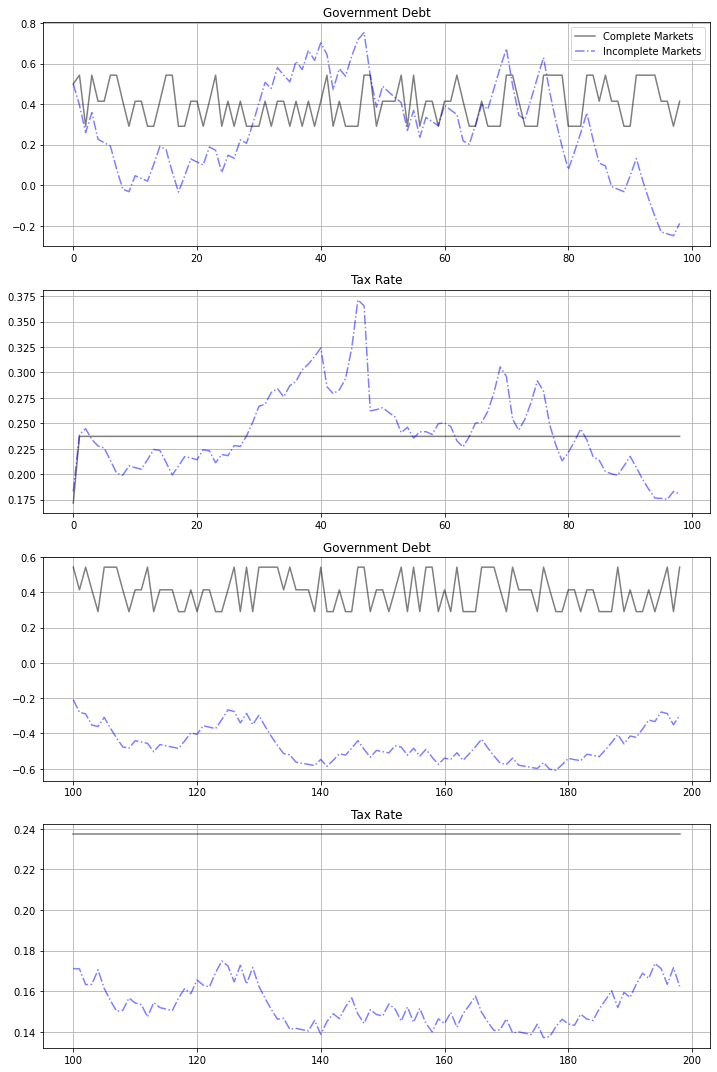 Government Debt
0.8
0.6
0.4
0.2
0.0
−0.2
Complete Markets
Incomplete Markets
0 20 40 60 80 100
Tax Rate
0.375
0.350
0.325
0.300
0.275
0.250
0.225
0.200
0.175
0 20 40 60 80 100
Government Debt
0.6
0.4
0.2
0.0
−0.2
−0.4
−0.6
100 120 140 160 180 200
Tax Rate
0.24
0.22
0.20
0.18
0.16
0.14
100 120 140 160 180 200